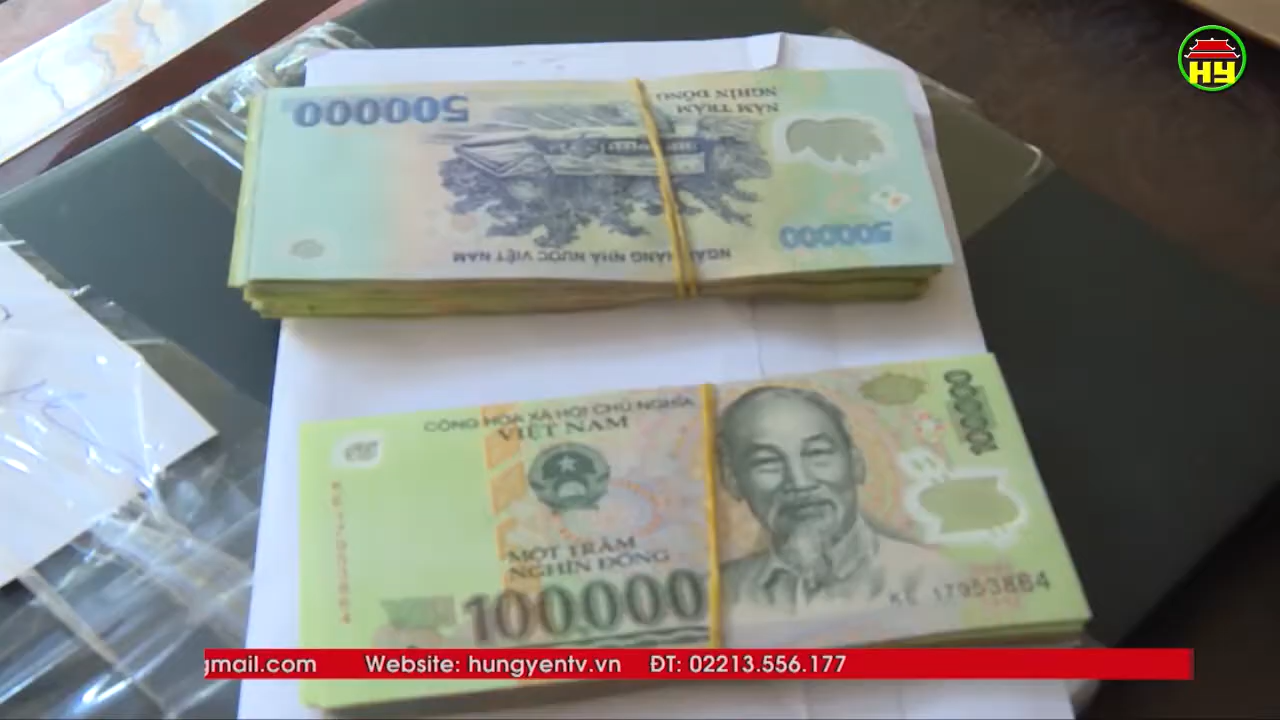 HY
500000
NĂM TRĂM
NGHÌN ĐỒNG
500000
NGÂN HÀNG NHÀ NƯỚC VIỆT NAM
CỘNG HÒA XÃ HỘI CHỦ NGHĨA
VIỆT NAM
100000
MỘT TRĂM
NGHÌN ĐỒNG
100000
KE 17953864
gmail.com Website: hungyentv.vn ĐT: 02213.556.177